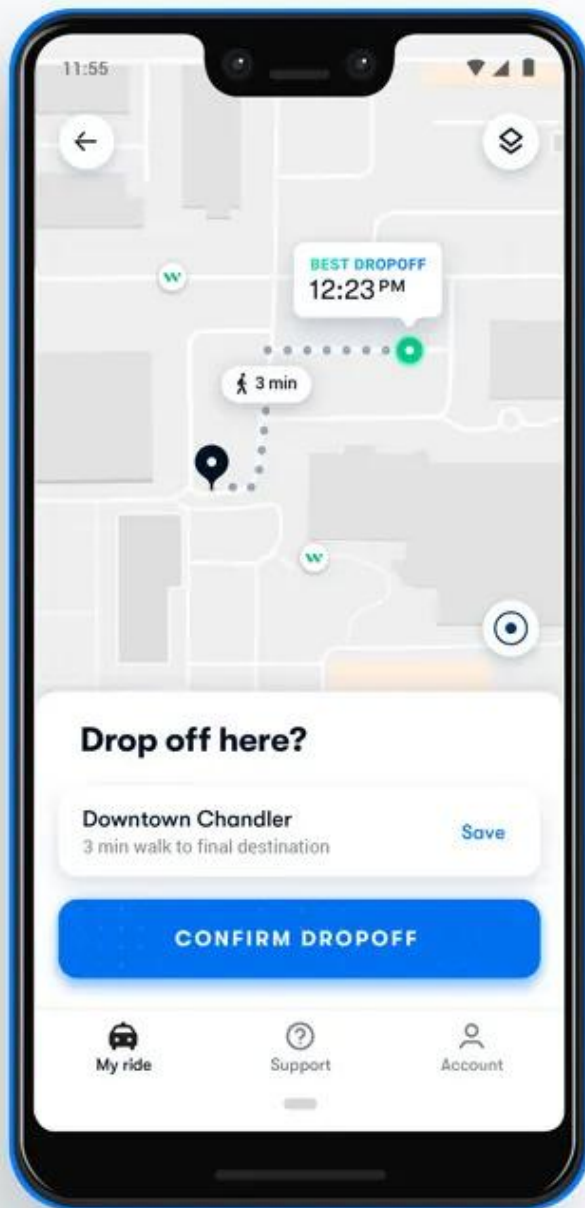 11:55
BEST DROPOFF
12:23 PM
3 min
w
w
Drop off here?
Downtown Chandler
3 min walk to final destination
Save
CONFIRM DROPOFF
My ride
Support
Account